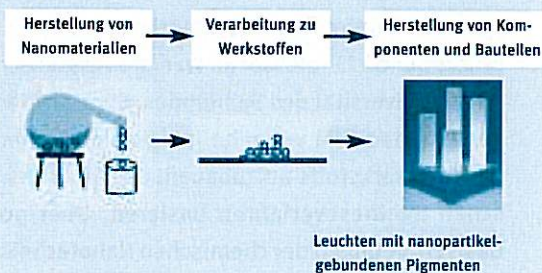 Herstellung von
Nanomaterialien
Verarbeitung zu
Werkstoffen
Herstellung von Kom-
ponenten und Bauteilen
Leuchten mit nanopartikel-
gebundenen Pigmenten